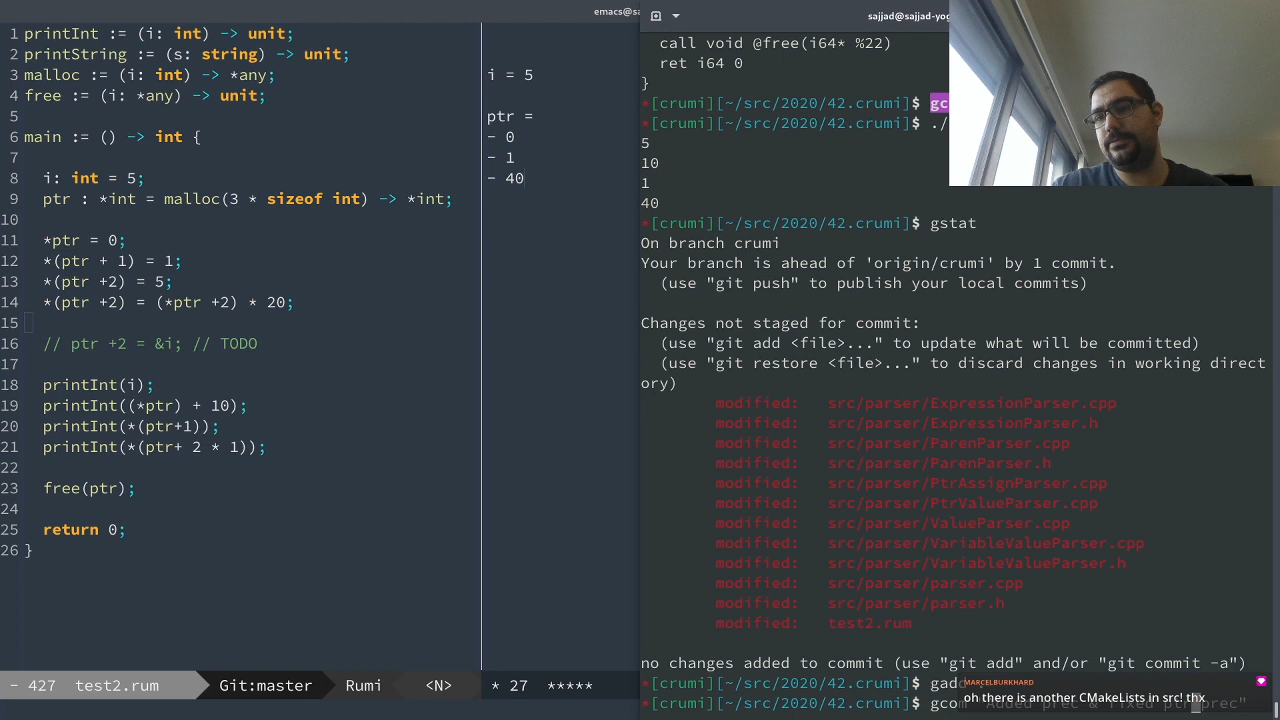 emacs@sa
1 printInt := (i: int) -> unit;
2 printString := (s: string) -> unit;
3 malloc := (i: int) -> *any;
4 free := (i: *any) -> unit;
5
6 main := () -> int {
7
8 i: int = 5;
9 ptr : *int = malloc(3 * sizeof int) -> *int;
10
11 *ptr = 0;
12 *(ptr + 1) = 1;
13 *(ptr +2) = 5;
14 *(ptr +2) = (*ptr +2) * 20;
15
16 // ptr +2 = &i; // TODO
17
18 printInt(i);
19 printInt((*ptr) + 10);
20 printInt(*(ptr+1));
21 printInt(*(ptr+ 2 * 1));
22
23 free(ptr);
24
25 return 0;
26 }
- 427 test2.rum Git:master Rumi <N>
i = 5
ptr =
- 0
- 1
- 40
* 27 *****
sajjad@sajjad-yog
call void @free(i64* %22)
ret i64 0
}
*[crumi][~/src/2020/42.crumi]$ gc
*[crumi][~/src/2020/42.crumi]$ ./
5
10
1
40
*[crumi][~/src/2020/42.crumi]$ gstat
On branch crumi
Your branch is ahead of 'origin/crumi' by 1 commit.
(use "git push" to publish your local commits)
Changes not staged for commit:
(use "git add <file>..." to update what will be committed)
(use "git restore <file>..." to discard changes in working direct
ory)
modified: src/parser/ExpressionParser.cpp
modified: src/parser/ExpressionParser.h
modified: src/parser/ParenParser.cpp
modified: src/parser/ParenParser.h
modified: src/parser/PtrAssignParser.cpp
modified: src/parser/PtrValueParser.cpp
modified: src/parser/ValueParser.cpp
modified: src/parser/VariableValueParser.cpp
modified: src/parser/VariableValueParser.h
modified: src/parser/parser.cpp
modified: src/parser/parser.h
modified: test2.rum
no changes added to commit (use "git add" and/or "git commit -a")
*[crumi][~/src/2020/42.crumi]$ gadd
MARCELBURKHARD
oh there is another CMakeLists in src! thx
*[crumi][~/src/2020/42.crumi]$ gcom "Added prec & fixed ptr prec"